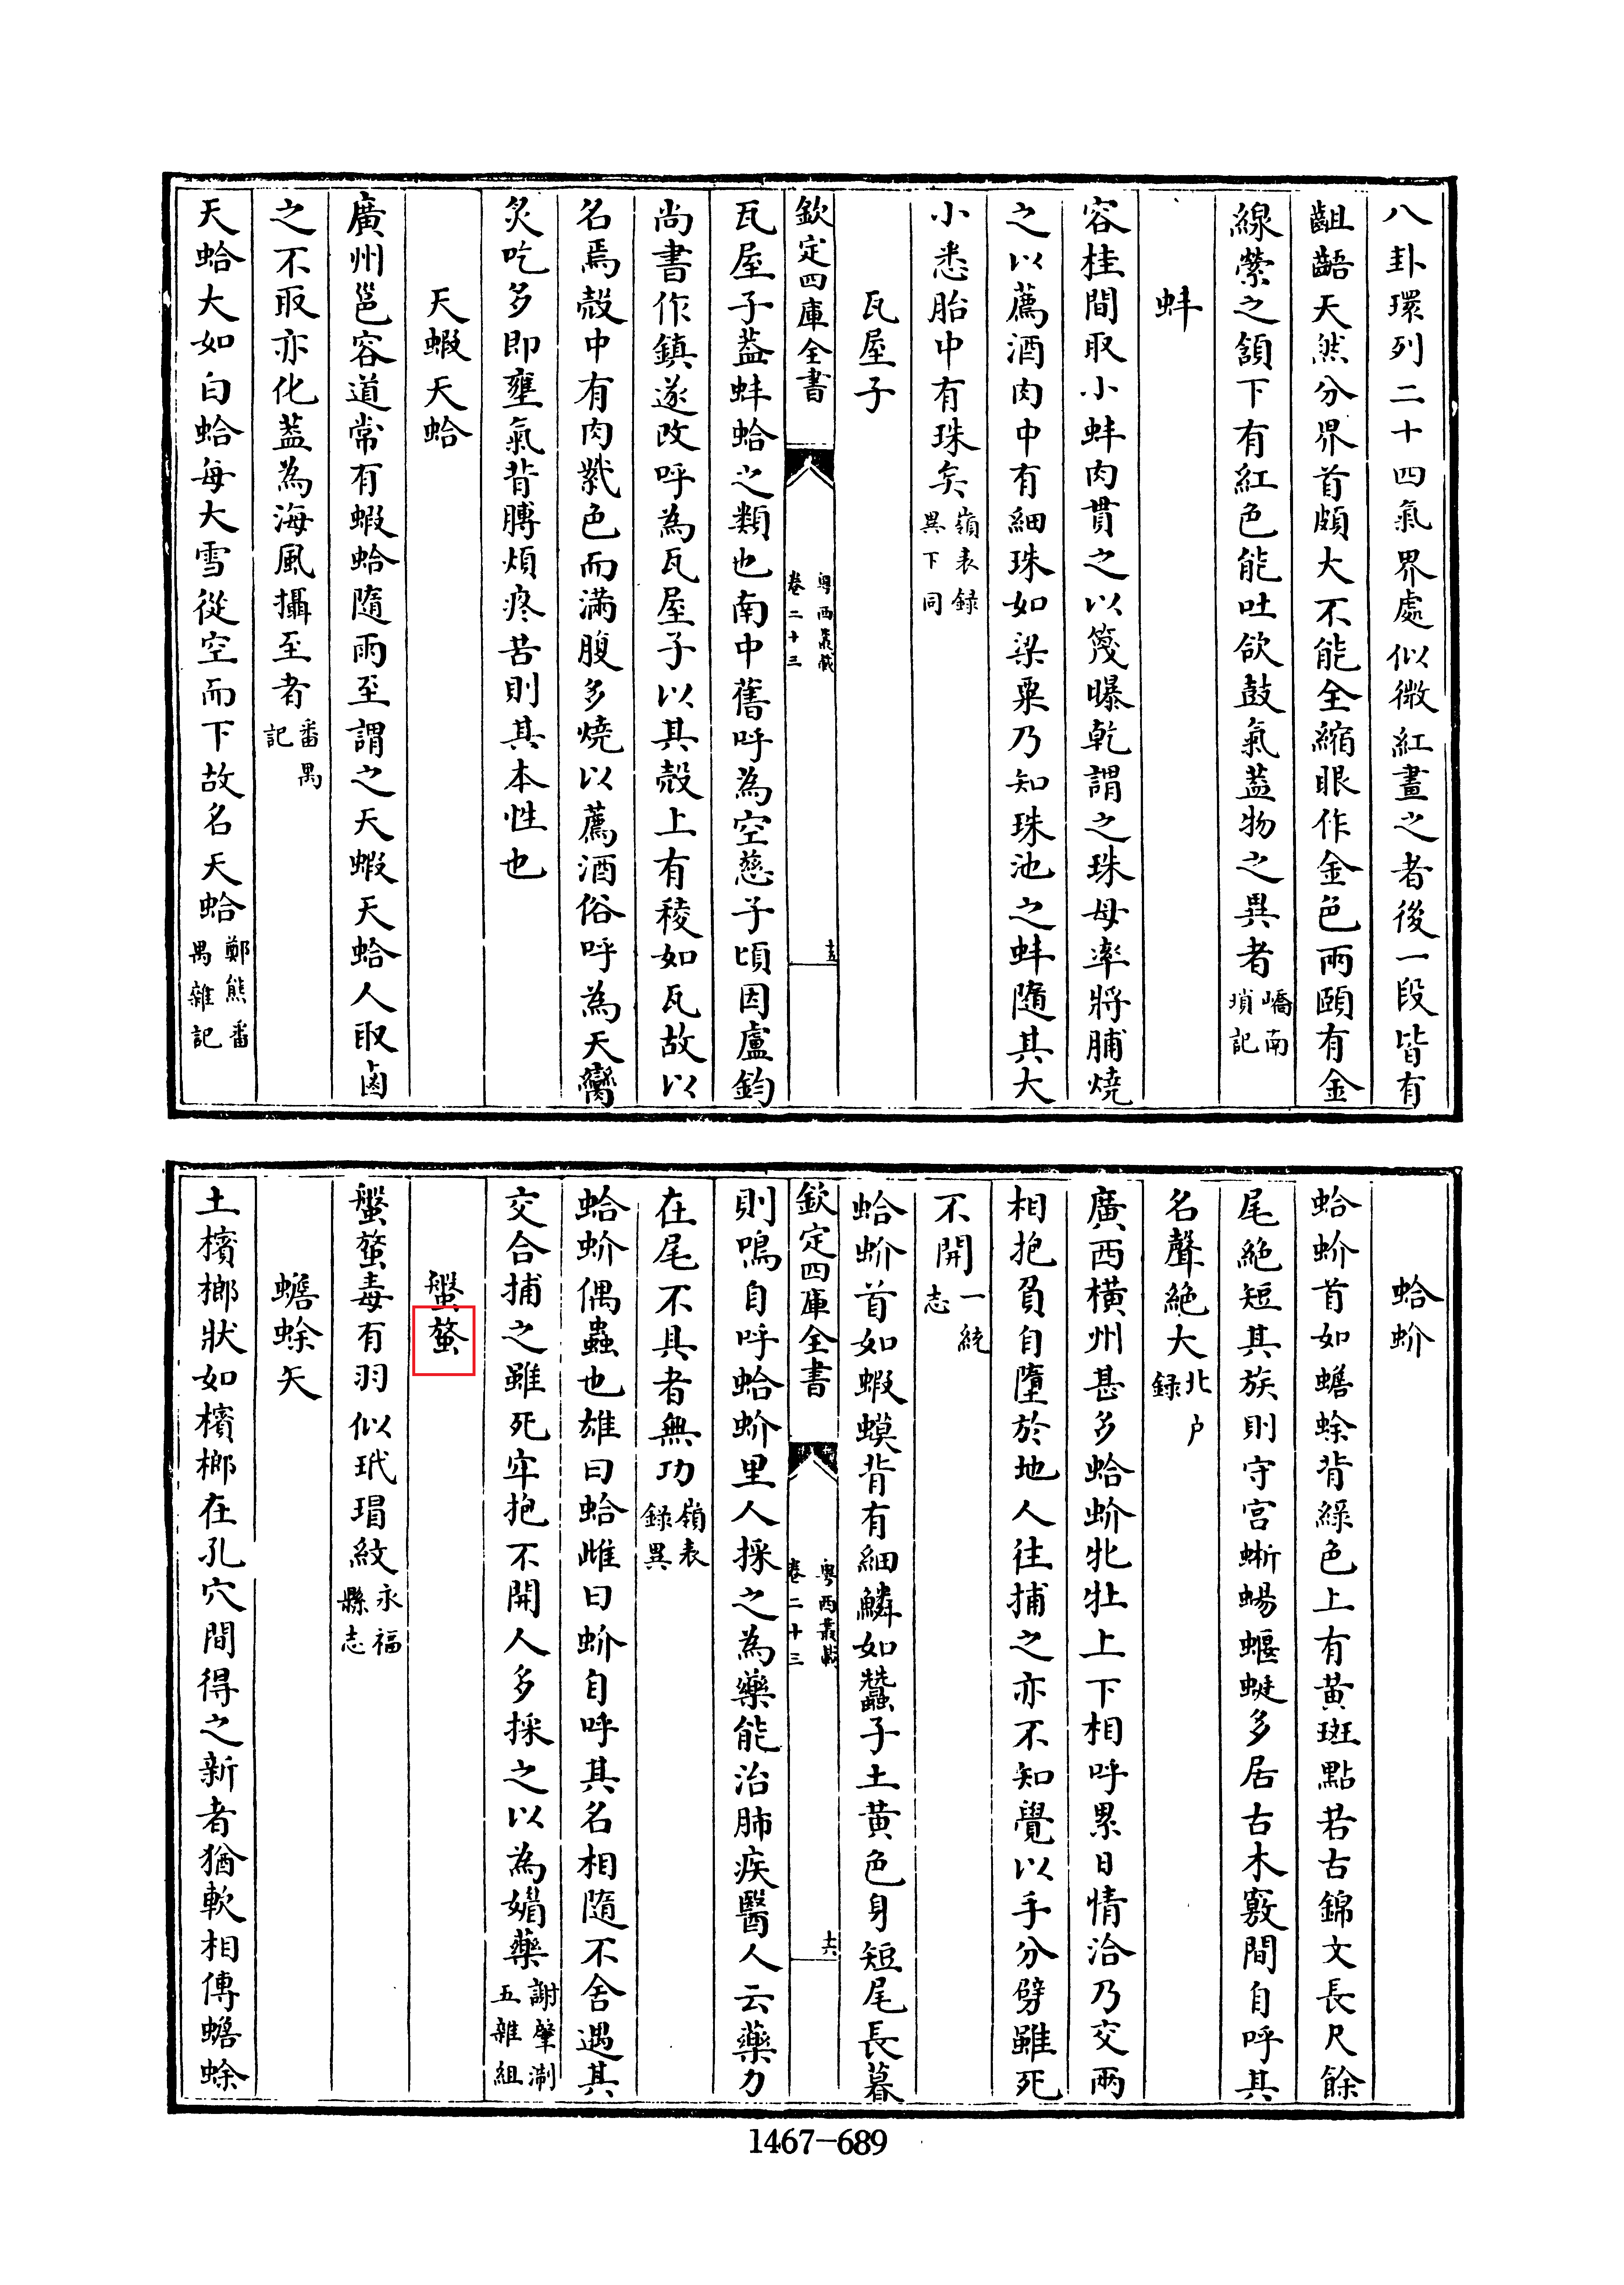 八卦環列二十四氣界處似微紅畫之者後一段皆有
齟齬天然分界首頗大不能全縮眼作金色兩頤有金
線縈之頷下有紅色能吐欲鼓氣蓋物之異者嶠南瑣記
蚌
容桂間取小蚌肉貫之以篾曝乾謂之珠母率將脯燒
之以薦酒肉中有細珠如梁粟乃知珠池之蚌隨其大
小悉胎中有珠矣嶺表録異下同
瓦屋子
欽定四庫全書 粤西叢載 卷二十三 十五
瓦屋子蓋蚌蛤之類也南中舊呼為空慈子頃因盧鈞
尚書作鎮遂改呼為瓦屋子以其殻上有稜如瓦故以
名焉殻中有肉紫色而滿腹多燒以薦酒俗呼為天臠
炙吃多即壅氣背膊煩疼苦則其本性也
天蝦天蛤
廣州邕容道常有蝦蛤隨雨至謂之天蝦天蛤人取鹵
之不取亦化蓋為海風攝至者番禺記
天蛤大如白蛤每大雪從空而下故名天蛤鄭熊番禺雜記
蛤蚧
蛤蚧首如蟾蜍背緑色上有黄斑點若古錦文長尺餘
尾絶短其族則守宫蜥蜴蝘蜓多居古木竅間自呼其
名聲絶大北户録
廣西横州甚多蛤蚧牝牡上下相呼累日情洽乃交兩
相抱負自墮於地人往捕之亦不知覺以手分劈雖死
不開一統志
蛤蚧首如蝦蟆背有細鱗如蠶子土黄色身短尾長暮
欽定四庫全書 粤西叢載 卷二十三 十六
則鳴自呼蛤蚧里人採之為藥能治肺疾醫人云藥力
在尾不具者無功嶺表録異
蛤蚧偶蟲也雄曰蛤雌曰蚧自呼其名相隨不舍遇其
交合捕之雖死牢抱不開人多採之以為媚藥謝肇淛五雜組
盤蝥
盤蝥毒有羽似玳瑁紋永福縣志
蟾蜍矢
土檳榔狀如檳榔在孔穴間得之新者猶軟相傳蟾蜍
1467-689